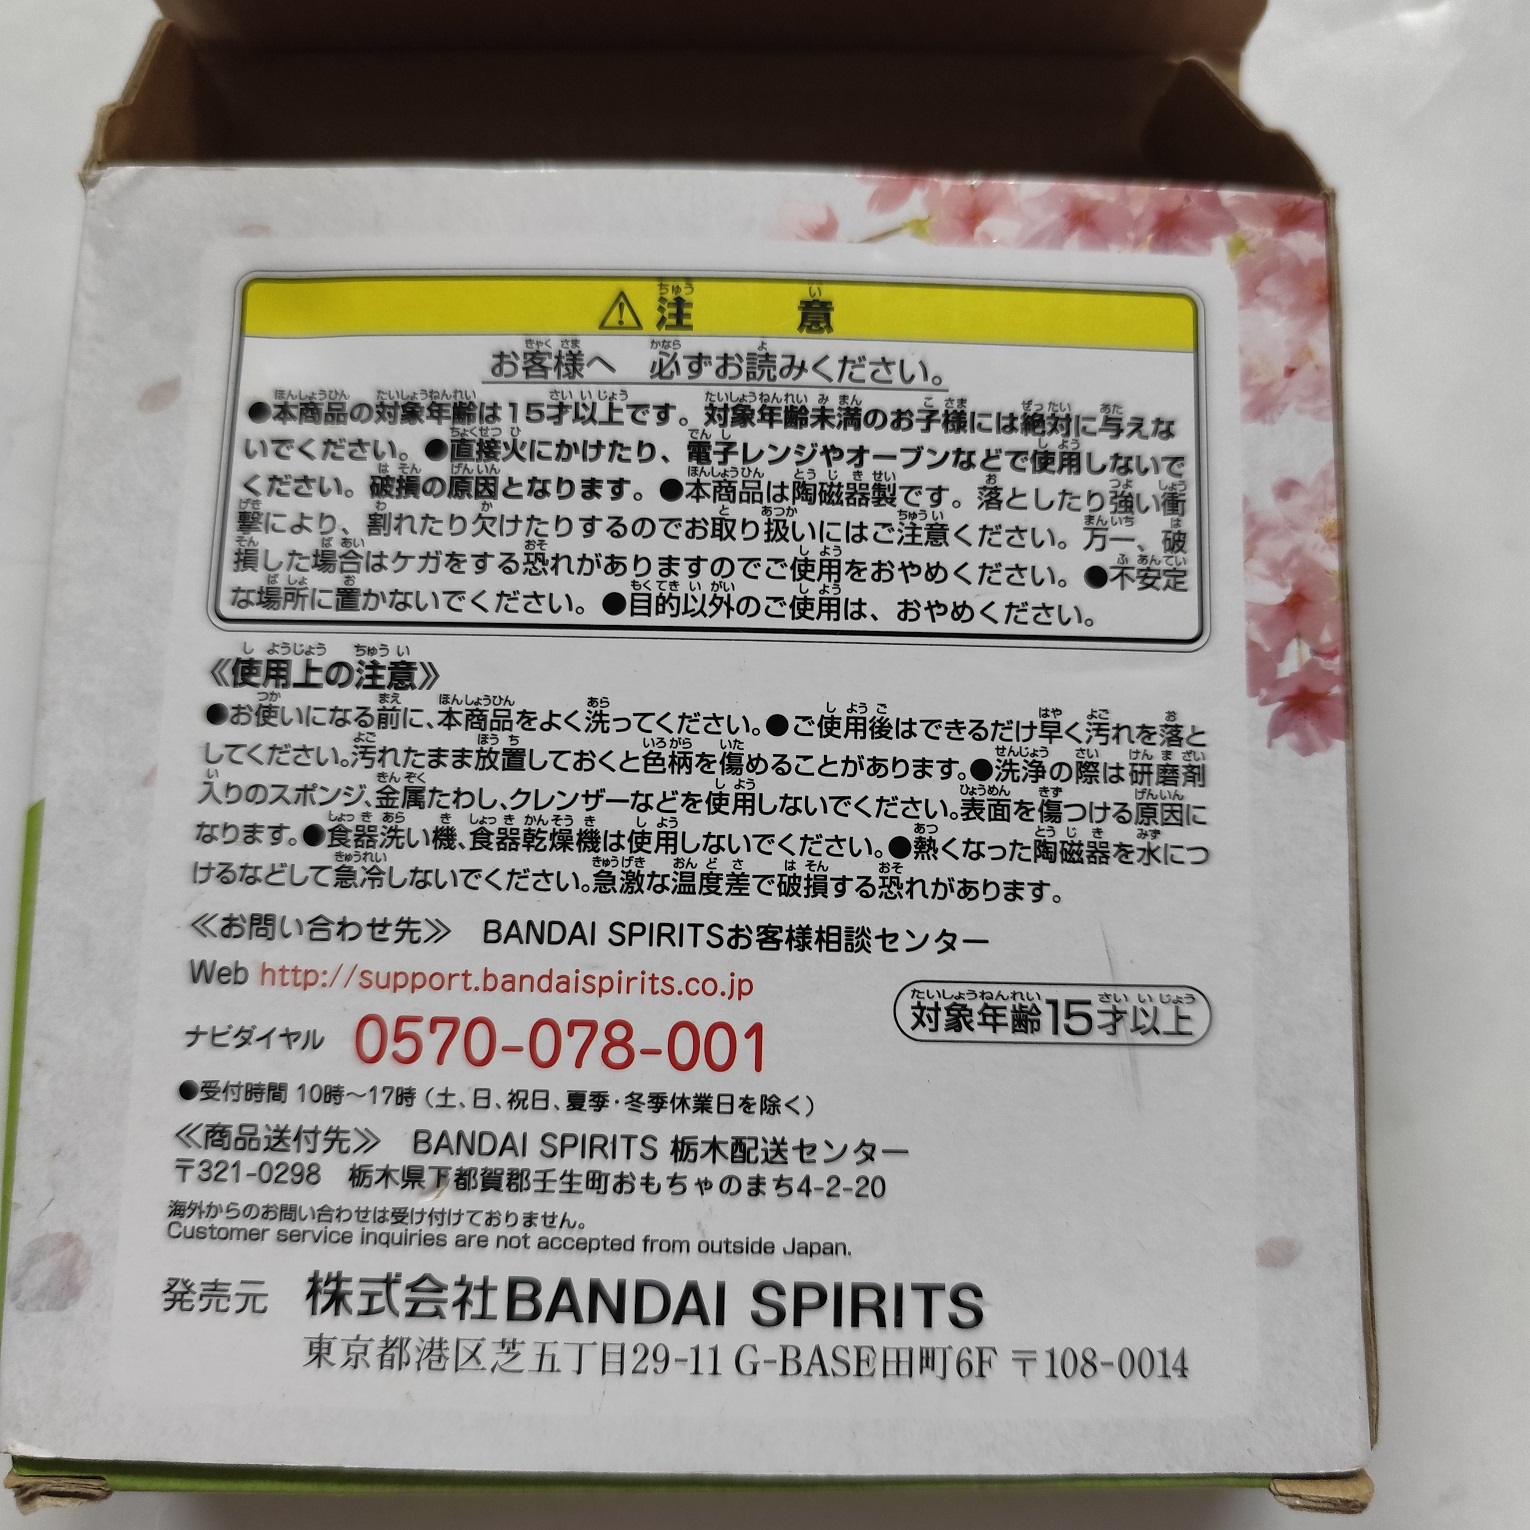 ⚠注意
お客様へ　必ずお読みください。
●本商品の対象年齢は15才以上です。対象年齢未満のお子様には絶対に与えな
いでください。●直接火にかけたり、電子レンジやオーブンなどで使用しないで
ください。破損の原因となります。●本商品は陶磁器製です。落としたり強い衝
撃により、割れたり欠けたりするのでお取り扱いにはご注意ください。万一、破
損した場合はケガをする恐れがありますのでご使用をおやめください。●不安定
な場所に置かないでください。●目的以外のご使用は、おやめください。
《使用上の注意》
●お使いになる前に、本商品をよく洗ってください。●ご使用後はできるだけ早く汚れを落と
してください。汚れたまま放置しておくと色柄を傷めることがあります。●洗浄の際は研磨剤
入りのスポンジ、金属たわし、クレンザーなどを使用しないでください。表面を傷つける原因に
なります。●食器洗い機、食器乾燥機は使用しないでください。●熱くなった陶磁器を水につ
けるなどして急冷しないでください。急激な温度差で破損する恐れがあります。
≪お問い合わせ先≫　BANDAI SPIRITSお客様相談センター
Web http://support.bandaispirits.co.jp
対象年齢15才以上
ナビダイヤル 0570-078-001
●受付時間 10時～17時（土、日、祝日、夏季・冬季休業日を除く）
≪商品送付先≫　BANDAI SPIRITS 栃木配送センター
〒321-0298　栃木県下都賀郡壬生町おもちゃのまち4-2-20
海外からのお問い合わせは受け付けておりません。
Customer service inquiries are not accepted from outside Japan.
発売元　株式会社BANDAI SPIRITS
東京都港区芝五丁目29-11 G-BASE田町6F 〒108-0014